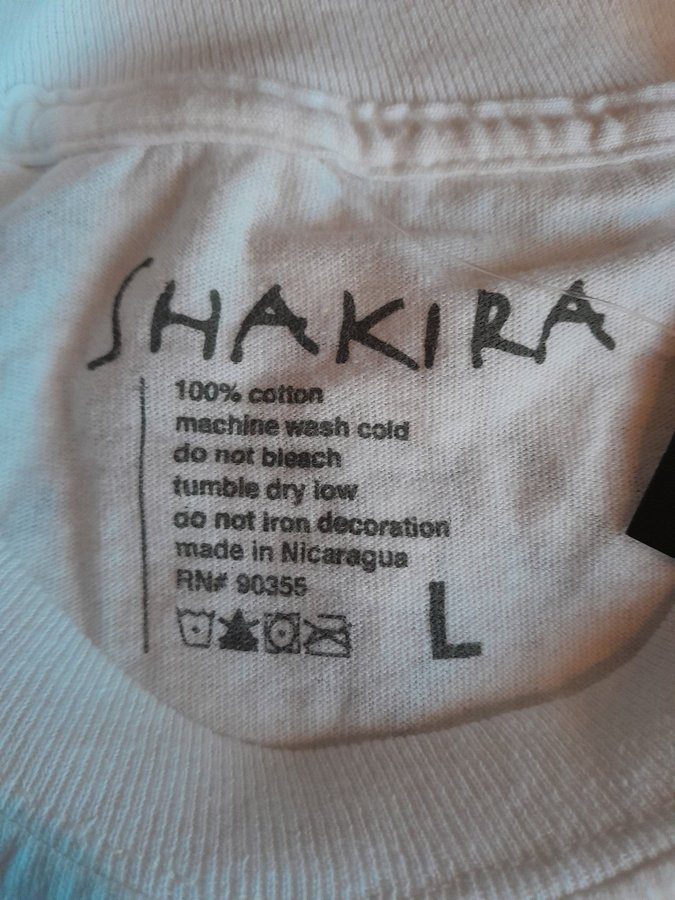 SHAKIRA
100% cotton
machine wash cold
do not bleach
tumble dry low
do not iron decoration
made in Nicaragua
RN# 90355
L